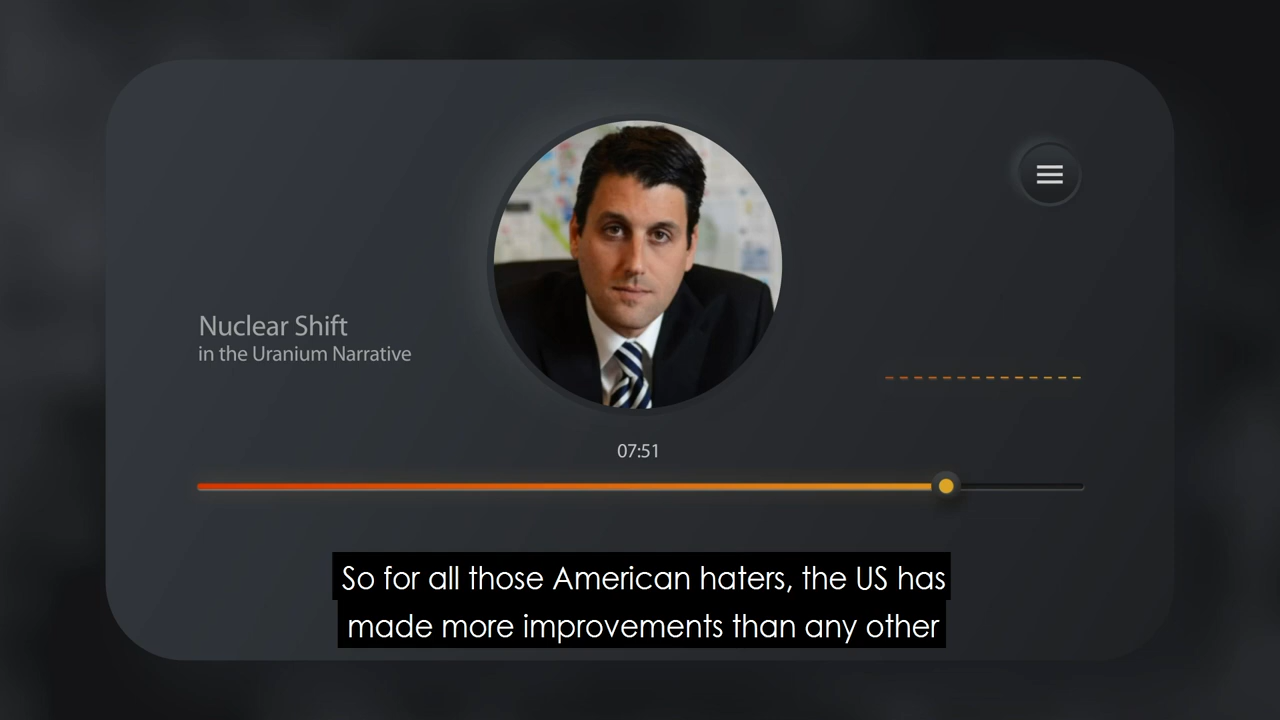 Nuclear Shift
in the Uranium Narrative
07:51
So for all those American haters, the US has
made more improvements than any other